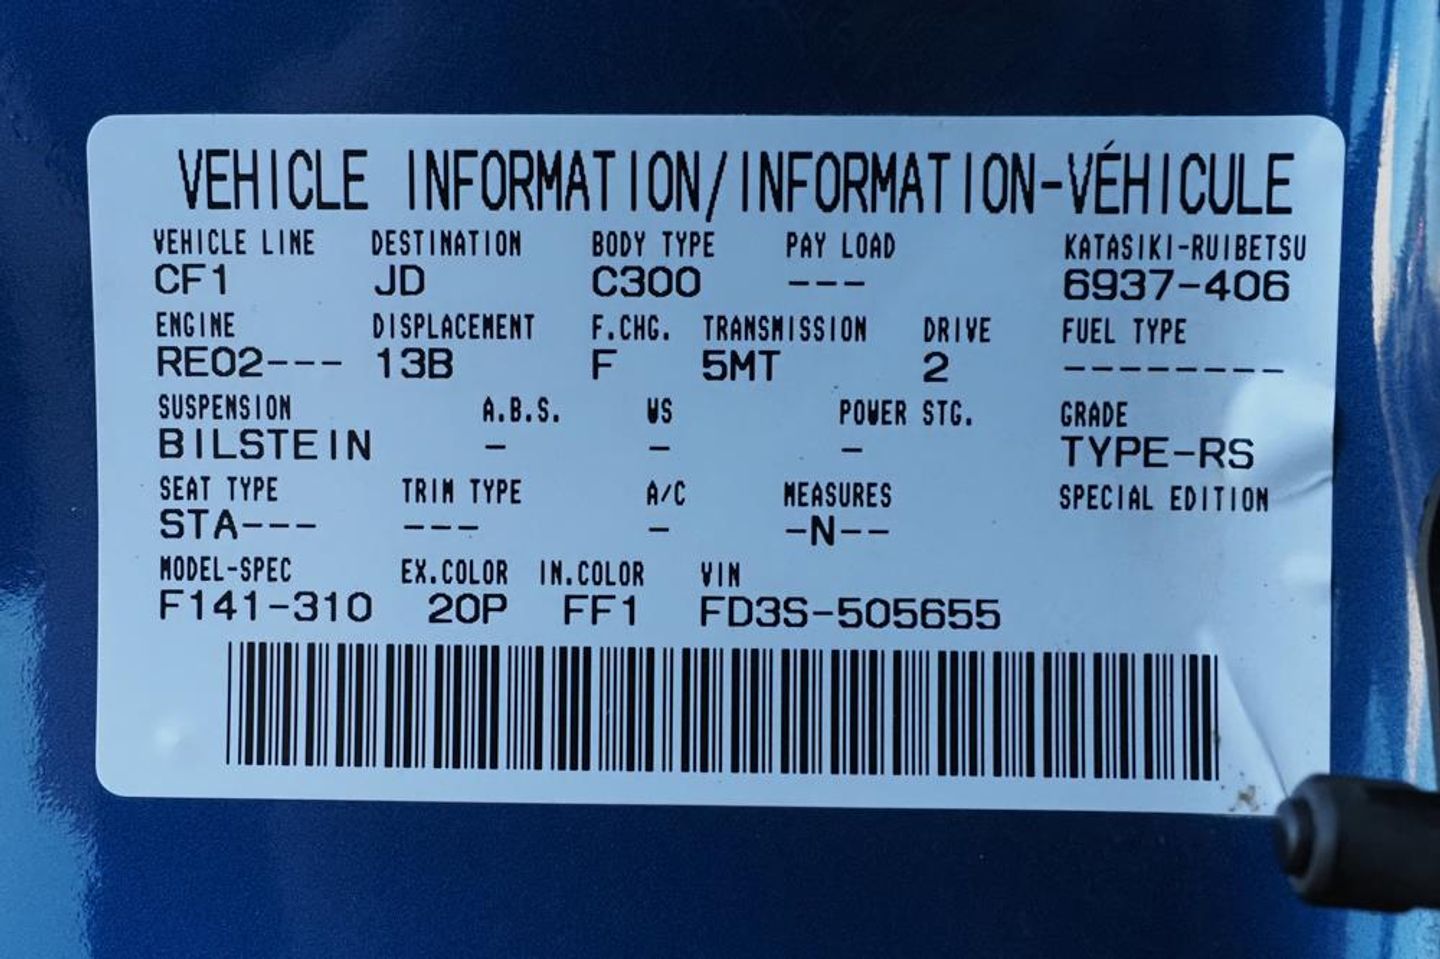 VEHICLE INFORMATION/INFORMATION-VÉHICULE
VEHICLE LINE DESTINATION BODY TYPE PAY LOAD KATASIKI-RUIBETSU
CF1 JD C300 --- 6937-406
ENGINE DISPLACEMENT F.CHG. TRANSMISSION DRIVE FUEL TYPE
RE02--- 13B F 5MT 2 --------
SUSPENSION A.B.S. WS POWER STG. GRADE
BILSTEIN - - - TYPE-RS
SEAT TYPE TRIM TYPE A/C MEASURES SPECIAL EDITION
STA--- --- - -N--
MODEL-SPEC EX.COLOR IN.COLOR VIN
F141-310 20P FF1 FD3S-505655